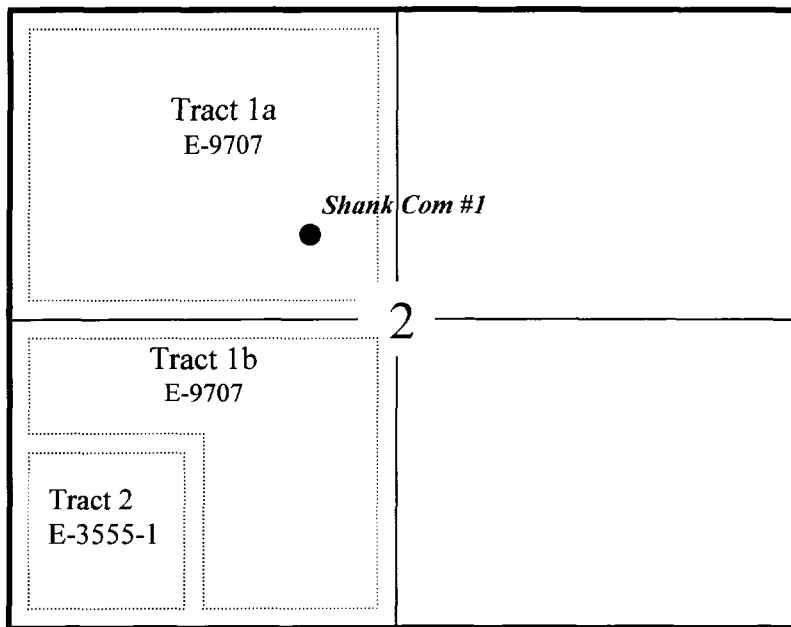 Tract 1a
E-9707
Shank Com #1
2
Tract 1b
E-9707
Tract 2
E-3555-1